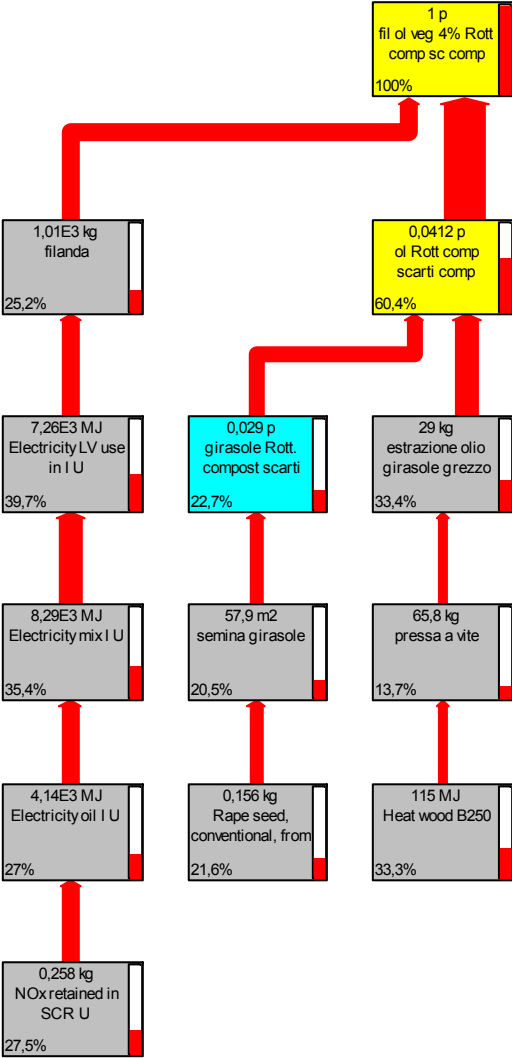 1 p
fil ol veg 4% Rott
comp sc comp
100%
1,01E3 kg
filanda
25,2%
0,0412 p
ol Rott comp
scarti comp
60,4%
7,26E3 MJ
Electricity LV use
in I U
39,7%
0,029 p
girasole Rott.
compost scarti
22,7%
29 kg
estrazione olio
girasole grezzo
33,4%
8,29E3 MJ
Electricity mix I U
35,4%
57,9 m2
semina girasole
20,5%
65,8 kg
pressa a vite
13,7%
4,14E3 MJ
Electricity oil I U
27%
0,156 kg
Rape seed,
conventional, from
21,6%
115 MJ
Heat wood B250
33,3%
0,258 kg
NOx retained in
SCR U
27,5%